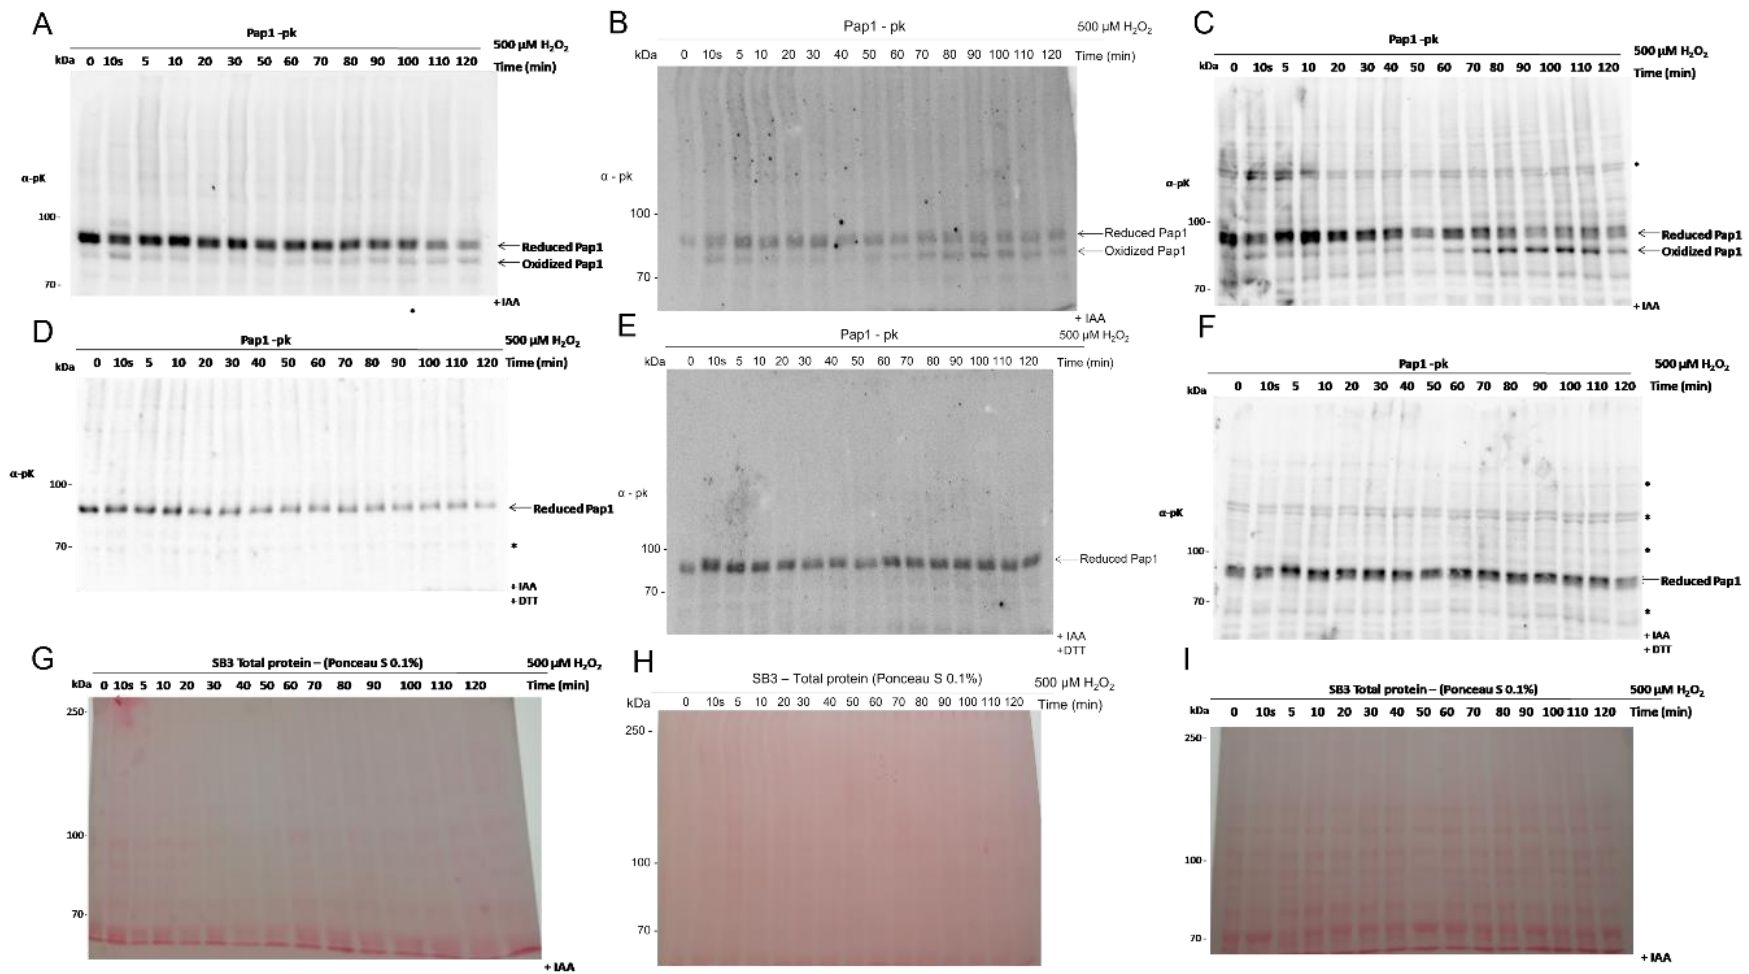 A
Pap1 -pk
500 µM H₂O₂
kDa 0 10s 5 10 20 30 50 60 70 80 90 100 110 120 Time (min)
α-pK
100-
Reduced Pap1
Oxidized Pap1
70-
+ IAA
B
Pap1 - pk
500 µM H₂O₂
kDa 0 10s 5 10 20 30 40 50 60 70 80 90 100 110 120 Time (min)
α - pk
100 -
Reduced Pap1
Oxidized Pap1
70 -
+ IAA
C
Pap1 -pk
500 µM H₂O₂
kDa 0 10s 5 10 20 30 40 50 60 70 80 90 100 110 120 Time (min)
α-pK
100-
Reduced Pap1
Oxidized Pap1
70-
+ IAA
D
Pap1 -pk
500 µM H₂O₂
kDa 0 10s 5 10 20 30 40 50 60 70 80 90 100 110 120 Time (min)
α-pK
100-
Reduced Pap1
70-
*
+ IAA
+ DTT
E
Pap1 - pk
500 µM H₂O₂
kDa 0 10s 5 10 20 30 40 50 60 70 80 90 100 110 120 Time (min)
α - pk
100 -
Reduced Pap1
70 -
+ IAA
+DTT
F
Pap1 -pk
500 µM H₂O₂
kDa 0 10s 5 10 20 30 40 50 60 70 80 90 100 110 120 Time (min)
α-pK
*
100-
Reduced Pap1
70-
*
+ IAA
+ DTT
G
SB3 Total protein – (Ponceau S 0.1%)
500 µM H₂O₂
kDa 0 10s 5 10 20 30 40 50 60 70 80 90 100 110 120 Time (min)
250-
100-
70-
+ IAA
H
SB3 – Total protein (Ponceau S 0.1%)
500 µM H₂O₂
kDa 0 10s 5 10 20 30 40 50 60 70 80 90 100 110 120 Time (min)
250 -
100 -
70 -
I
SB3 Total protein – (Ponceau S 0.1%)
500 µM H₂O₂
kDa 0 10s 5 10 20 30 40 50 60 70 80 90 100 110 120 Time (min)
250-
100-
70-
+ IAA